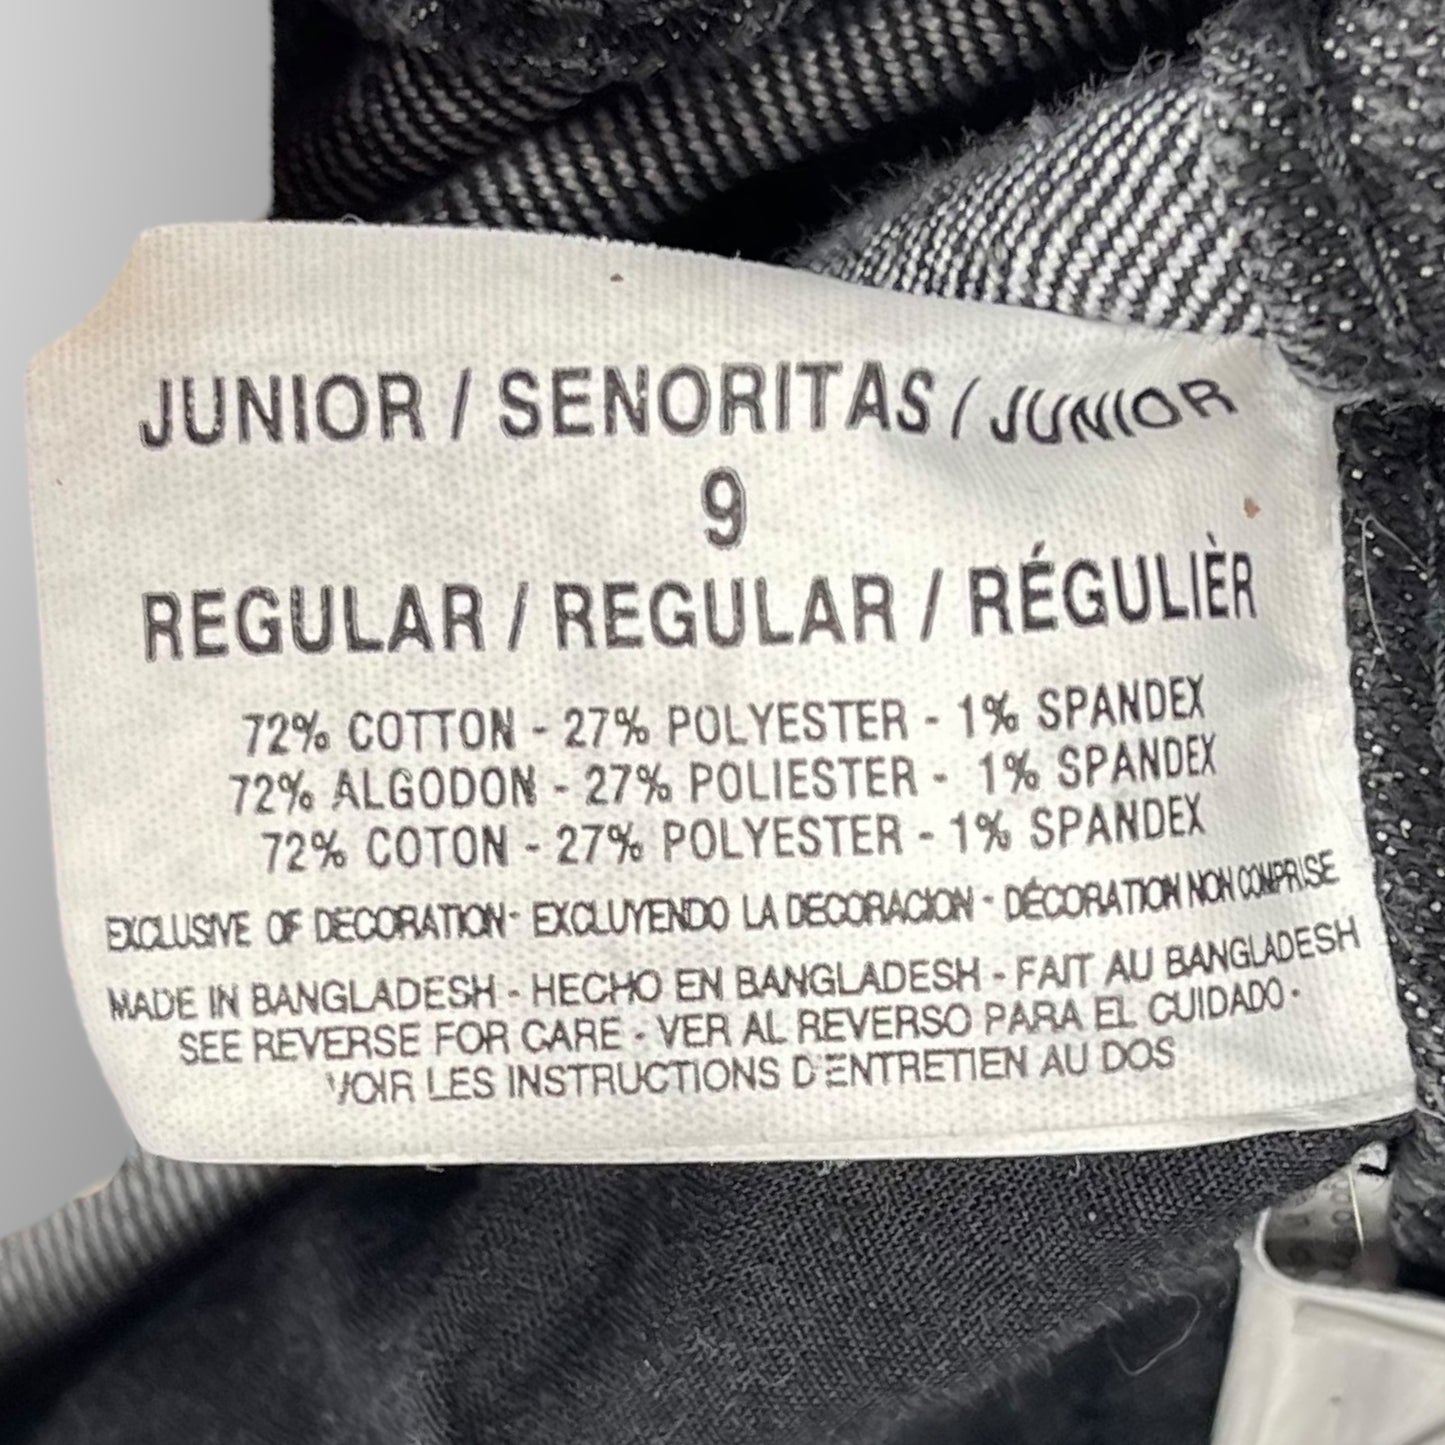 JUNIOR / SENORITAS / JUNIOR
9
REGULAR / REGULAR / RÉGULIÈR
72% COTTON - 27% POLYESTER - 1% SPANDEX
72% ALGODON - 27% POLIESTER - 1% SPANDEX
72% COTON - 27% POLYESTER - 1% SPANDEX
EXCLUSIVE OF DECORATION - EXCLUYENDO LA DECORACION - DÉCORATION NON COMPRISE
MADE IN BANGLADESH - HECHO EN BANGLADESH - FAIT AU BANGLADESH
SEE REVERSE FOR CARE - VER AL REVERSO PARA EL CUIDADO -
VOIR LES INSTRUCTIONS D'ENTRETIEN AU DOS